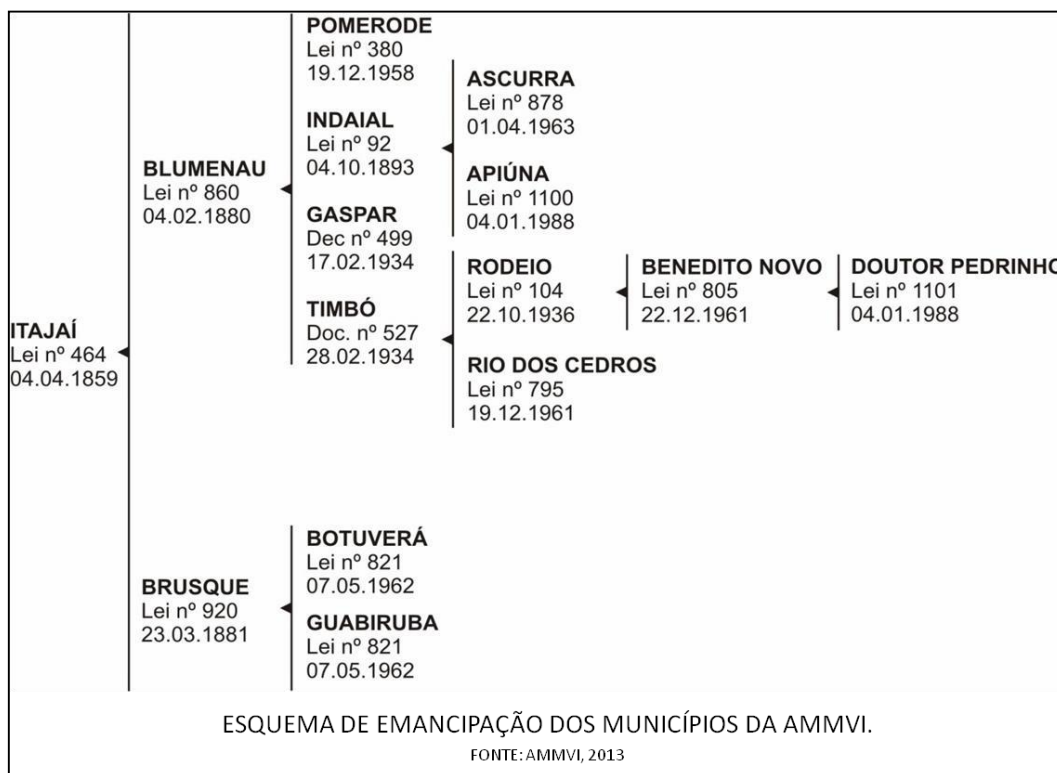 ITAJAÍ
Lei nº 464
04.04.1859
BLUMENAU
Lei nº 860
04.02.1880
POMERODE
Lei nº 380
19.12.1958
INDAIAL
Lei nº 92
04.10.1893
GASPAR
Dec nº 499
17.02.1934
TIMBÓ
Doc. nº 527
28.02.1934
ASCURRA
Lei nº 878
01.04.1963
APIÚNA
Lei nº 1100
04.01.1988
RODEIO
Lei nº 104
22.10.1936
RIO DOS CEDROS
Lei nº 795
19.12.1961
BENEDITO NOVO
Lei nº 805
22.12.1961
DOUTOR PEDRINHO
Lei nº 1101
04.01.1988
BRUSQUE
Lei nº 920
23.03.1881
BOTUVERÁ
Lei nº 821
07.05.1962
GUABIRUBA
Lei nº 821
07.05.1962
ESQUEMA DE EMANCIPAÇÃO DOS MUNICÍPIOS DA AMMVI.
FONTE: AMMVI, 2013